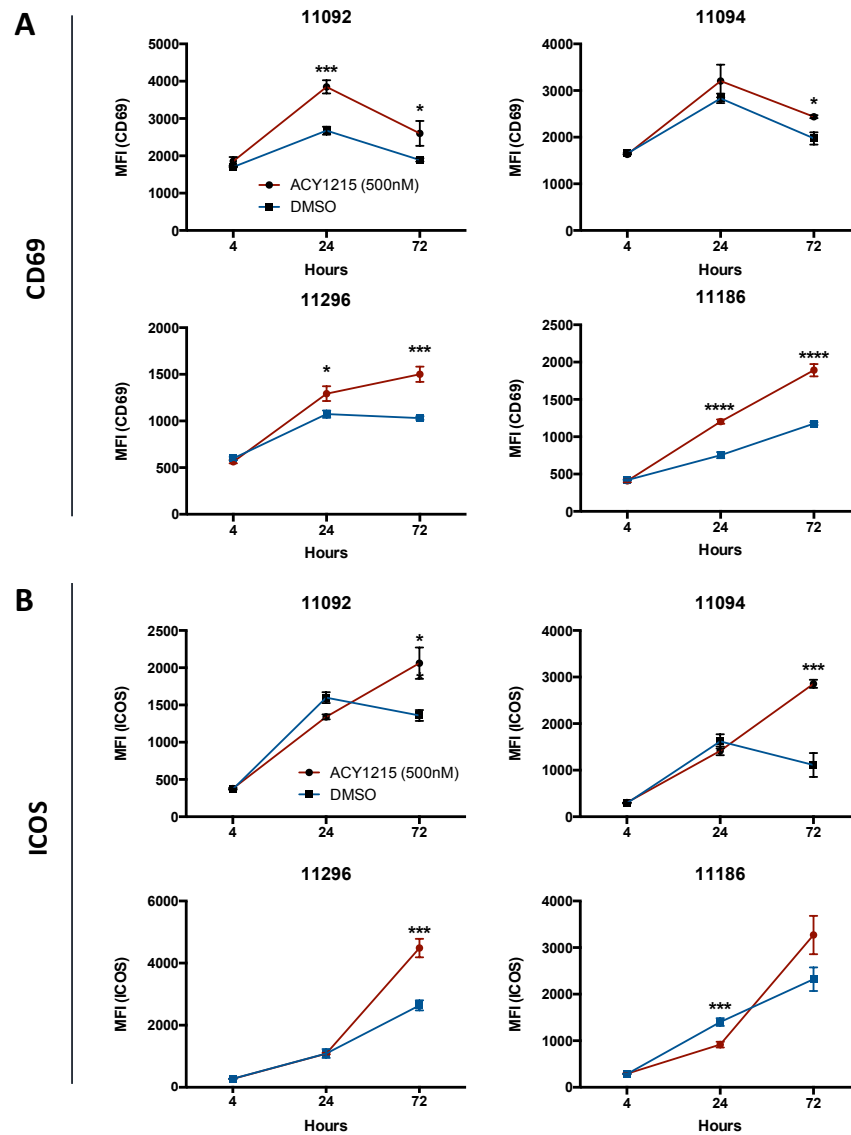 A
CD69
11092
MFI (CD69)
5000
4000
3000
2000
1000
0
***
*
ACY1215 (500nM)
DMSO
4 24 72
Hours
11094
MFI (CD69)
4000
3000
2000
1000
0
*
4 24 72
Hours
11296
MFI (CD69)
2000
1500
1000
500
0
*
***
4 24 72
Hours
11186
MFI (CD69)
2500
2000
1500
1000
500
0
****
****
4 24 72
Hours
B
ICOS
11092
MFI (ICOS)
2500
2000
1500
1000
500
0
*
ACY1215 (500nM)
DMSO
4 24 72
Hours
11094
MFI (ICOS)
4000
3000
2000
1000
0
***
4 24 72
Hours
11296
MFI (ICOS)
6000
4000
2000
0
***
4 24 72
Hours
11186
MFI (ICOS)
4000
3000
2000
1000
0
***
4 24 72
Hours